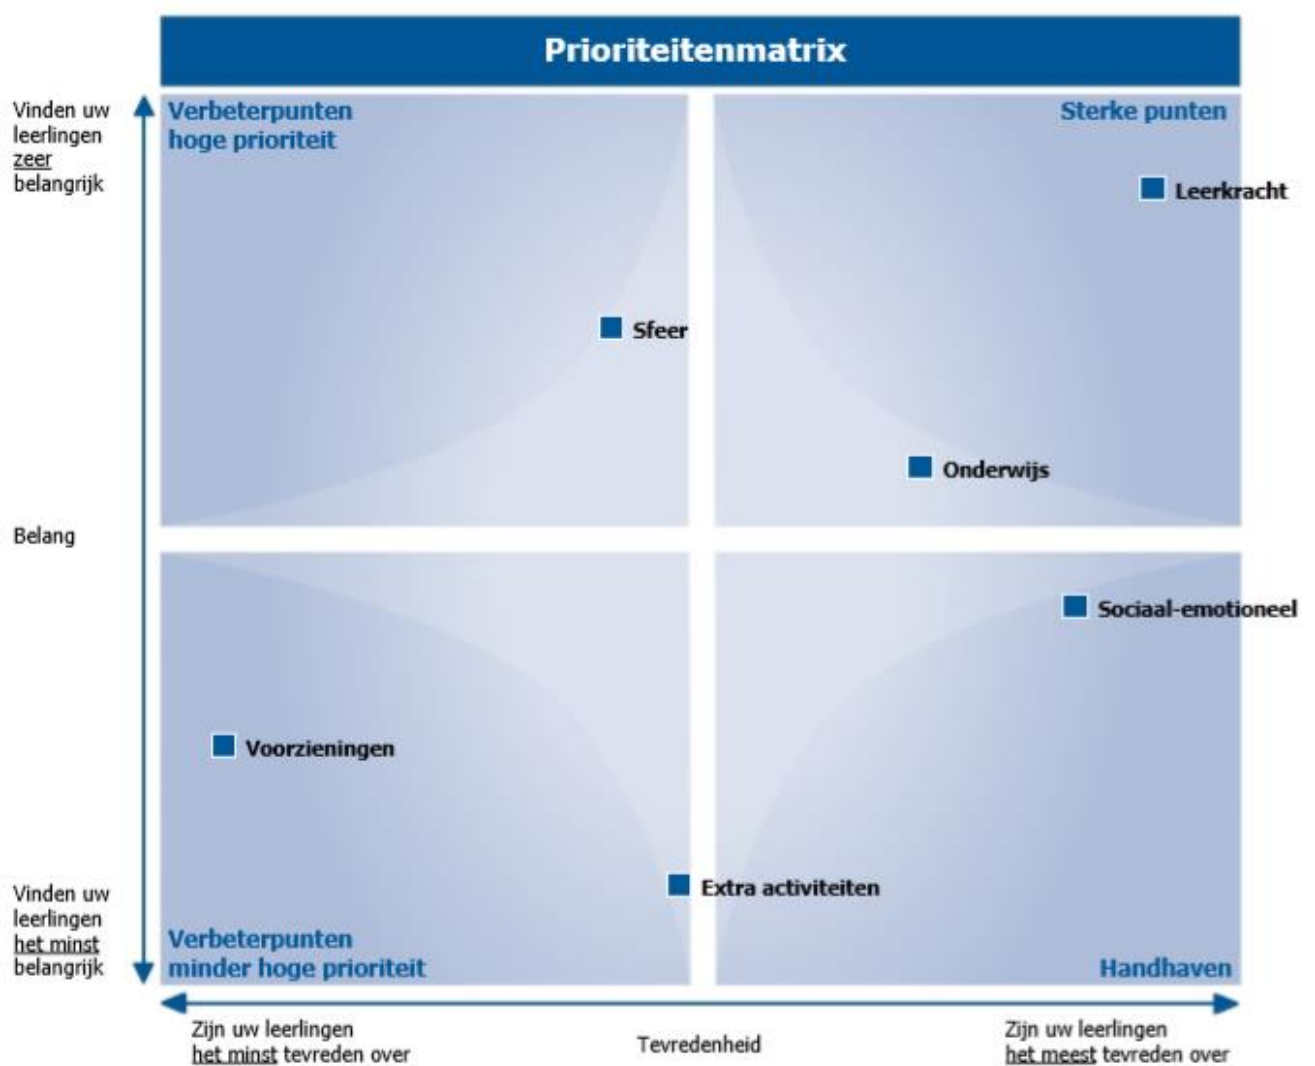 Prioriteitenmatrix
Vinden uw
leerlingen
zeer
belangrijk
Verbeterpunten
hoge prioriteit
Sterke punten
Leerkracht
Sfeer
Onderwijs
Belang
Sociaal-emotioneel
Voorzieningen
Extra activiteiten
Vinden uw
leerlingen
het minst
belangrijk
Verbeterpunten
minder hoge prioriteit
Handhaven
Zijn uw leerlingen
het minst tevreden over
Tevredenheid
Zijn uw leerlingen
het meest tevreden over